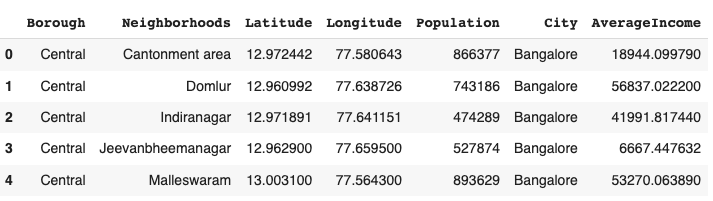 Borough Neighborhoods Latitude Longitude Population City AverageIncome
0 Central Cantonment area 12.972442 77.580643 866377 Bangalore 18944.099790
1 Central Domlur 12.960992 77.638726 743186 Bangalore 56837.022200
2 Central Indiranagar 12.971891 77.641151 474289 Bangalore 41991.817440
3 Central Jeevanbheemanagar 12.962900 77.659500 527874 Bangalore 6667.447632
4 Central Malleswaram 13.003100 77.564300 893629 Bangalore 53270.063890